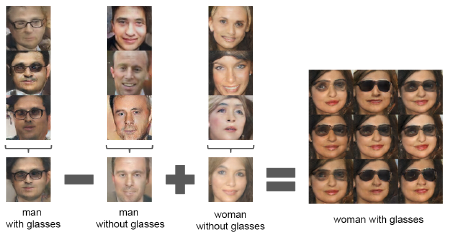 man
with glasses
man
without glasses
woman
without glasses
woman with glasses